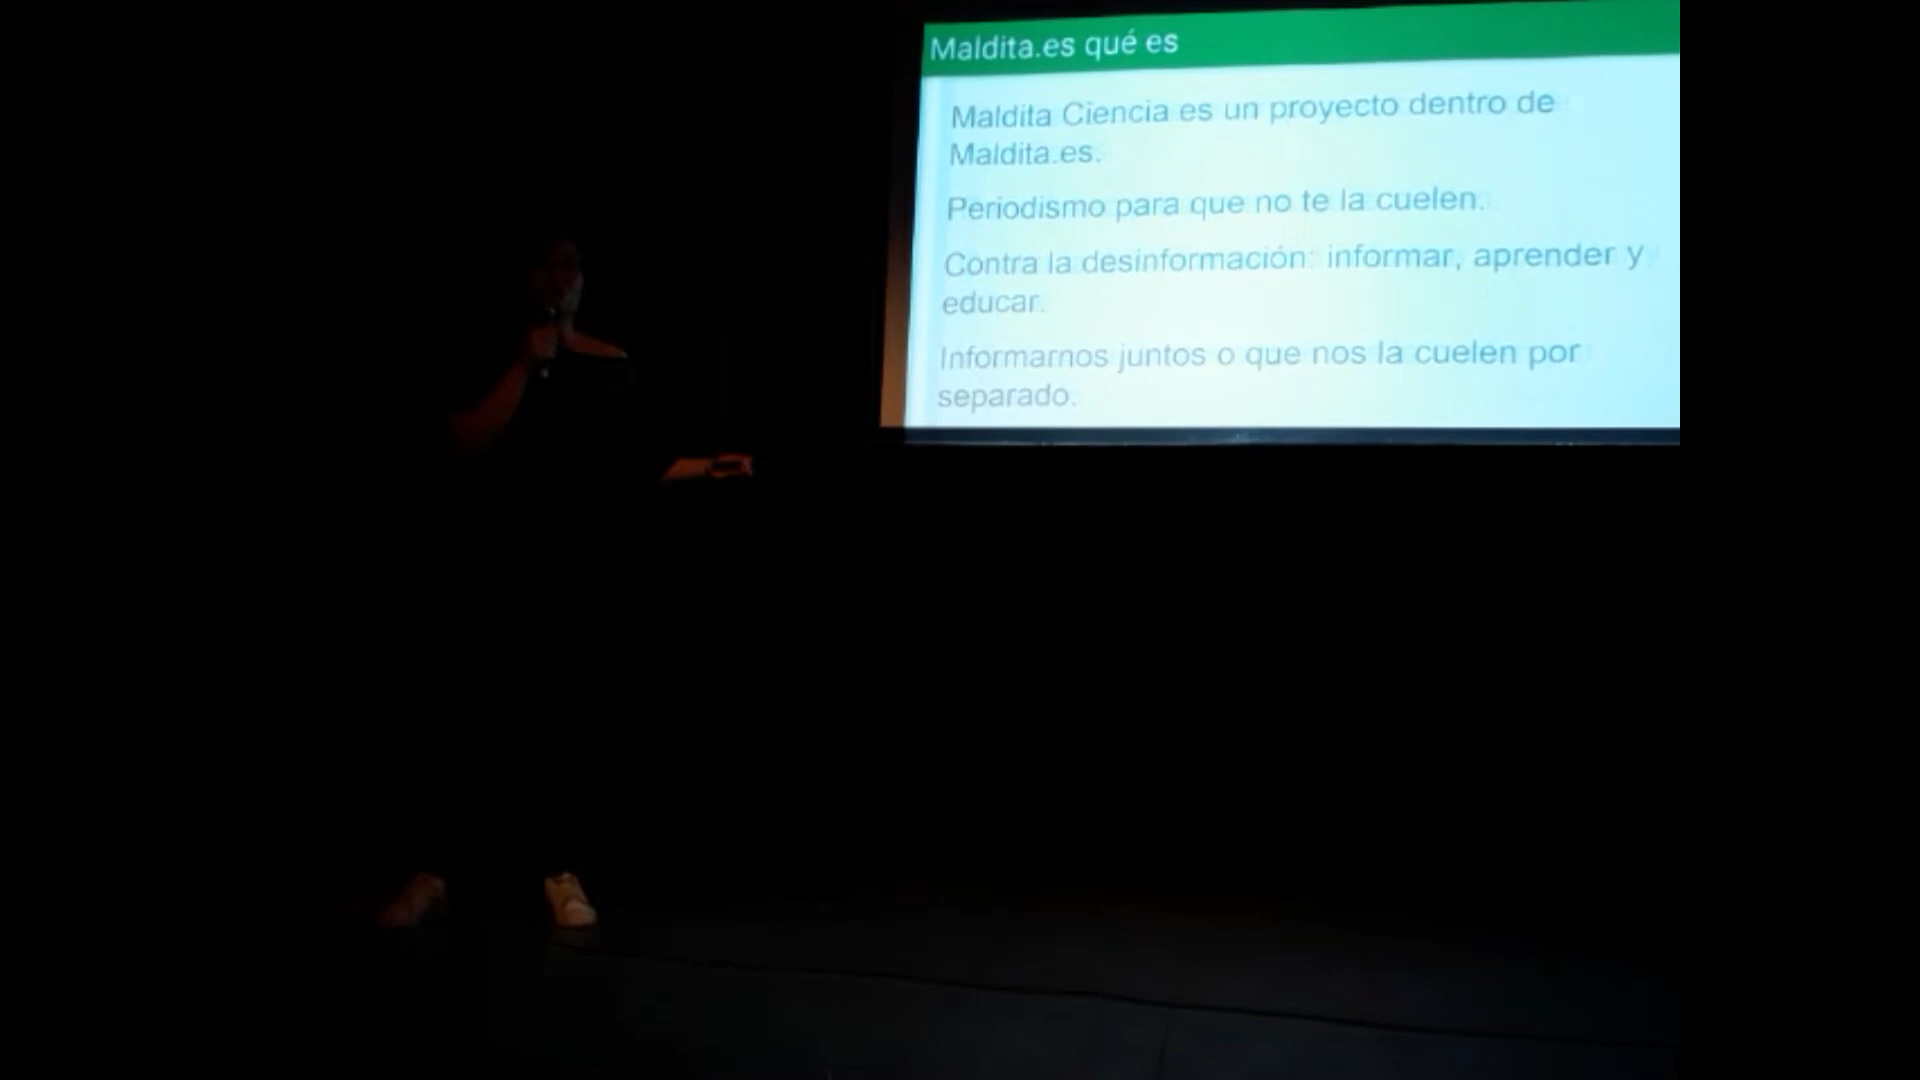 Maldita.es qué es
Maldita Ciencia es un proyecto dentro de
Maldita.es.
Periodismo para que no te la cuelen.
Contra la desinformación: informar, aprender y
educar.
Informarnos juntos o que nos la cuelen por
separado.